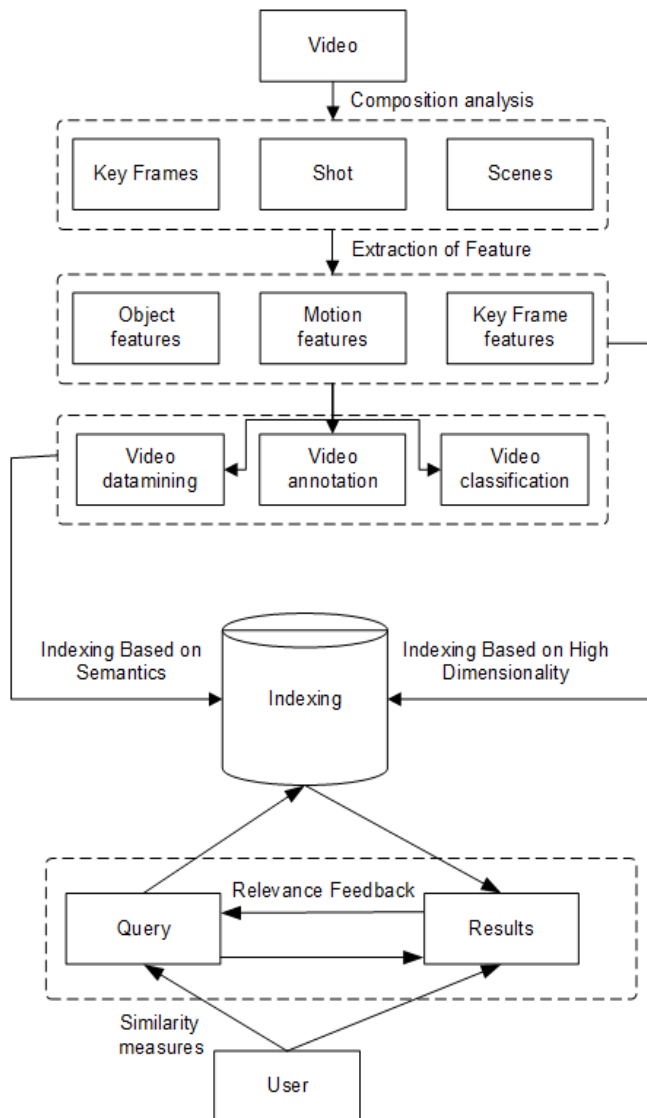 Video
Composition analysis
Key Frames
Shot
Scenes
Extraction of Feature
Object
features
Motion
features
Key Frame
features
Video
datamining
Video
annotation
Video
classification
Indexing Based on
Semantics
Indexing Based on High
Dimensionality
Indexing
Relevance Feedback
Query
Results
Similarity
measures
User